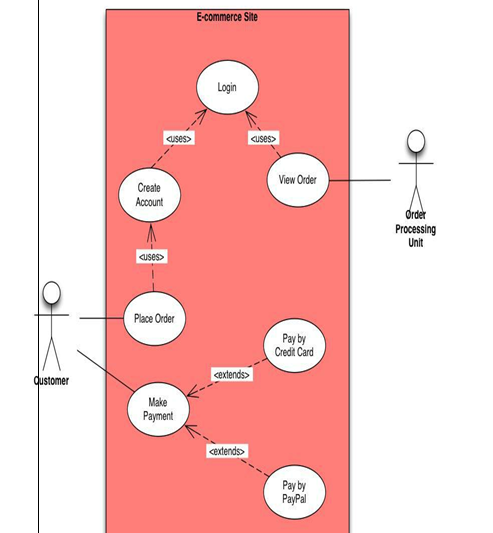 E-commerce Site
Login
<uses>
<uses>
Create
Account
View Order
Order
Processing
Unit
<uses>
Place Order
Customer
Pay by
Credit Card
<extends>
Make
Payment
<extends>
Pay by
PayPal